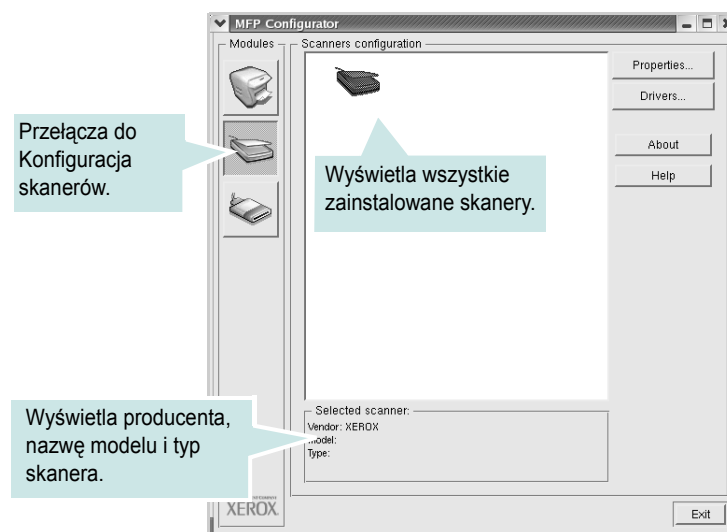 MFP Configurator
Modules
Scanners configuration
Properties...
Drivers...
About
Help
Przełącza do
Konfiguracja
skanerów.
Wyświetla wszystkie
zainstalowane skanery.
Wyświetla producenta,
nazwę modelu i typ
skanera.
Selected scanner:
Vendor: XEROX
Model:
Type:
XEROX
Exit